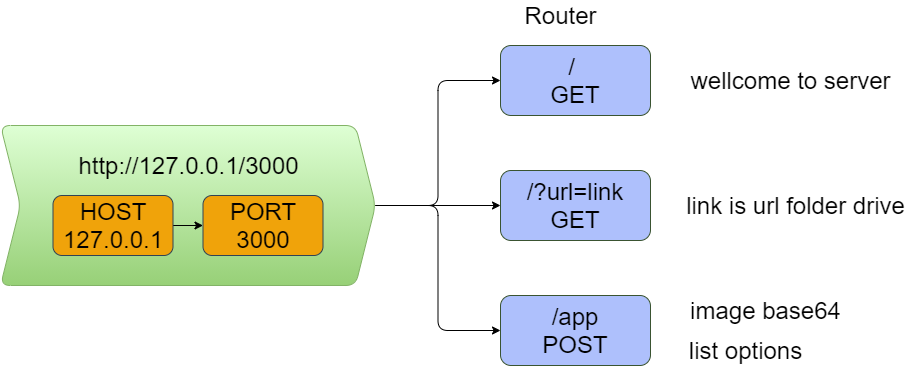 Router
/
GET
wellcome to server
http://127.0.0.1/3000
HOST
127.0.0.1
PORT
3000
/?url=link
GET
link is url folder drive
/app
POST
image base64
list options